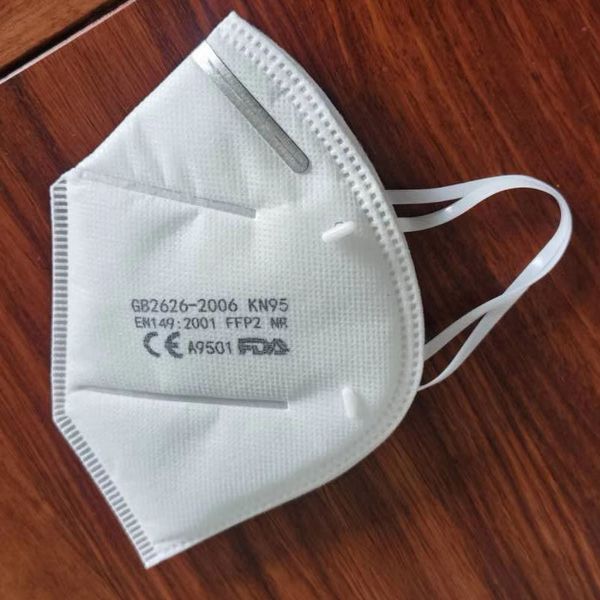 GB2626-2006 KN95
EN149:2001 FFP2 NR
CE A9501 FDA